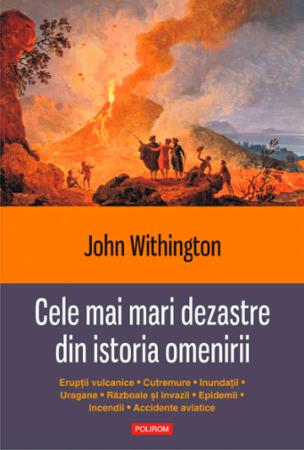 John Withington
Cele mai mari dezastre
din istoria omenirii
Erupții vulcanice • Cutremure • Inundații •
Uragane • Războaie și invazii • Epidemii •
Incendii • Accidente aviatice
POLIROM